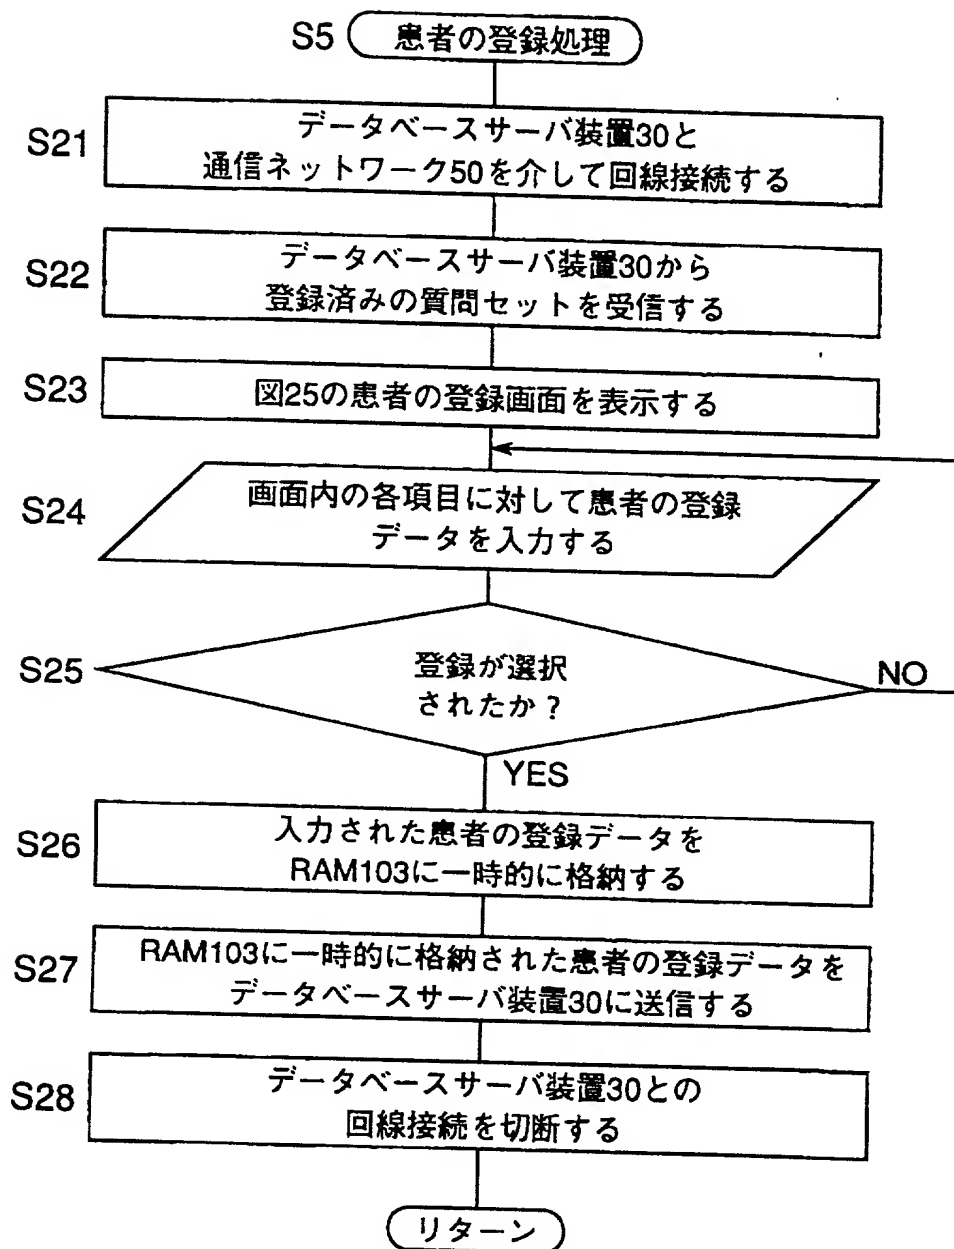 S5 患者の登録処理
S21 データベースサーバ装置30と
通信ネットワーク50を介して回線接続する
S22 データベースサーバ装置30から
登録済みの質問セットを受信する
S23 図25の患者の登録画面を表示する
S24 画面内の各項目に対して患者の登録
データを入力する
S25 登録が選択
されたか？
NO
YES
S26 入力された患者の登録データを
RAM103に一時的に格納する
S27 RAM103に一時的に格納された患者の登録データを
データベースサーバ装置30に送信する
S28 データベースサーバ装置30との
回線接続を切断する
リターン